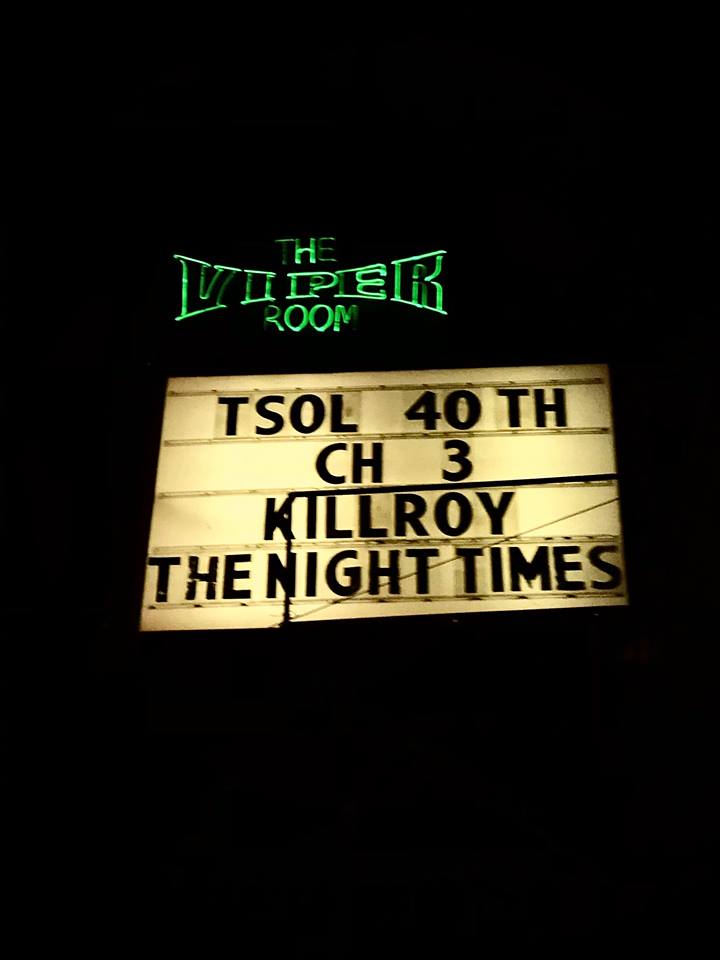 THE
VIPER
ROOM
TSOL 40 TH
CH 3
KILLROY
THE NIGHT TIMES